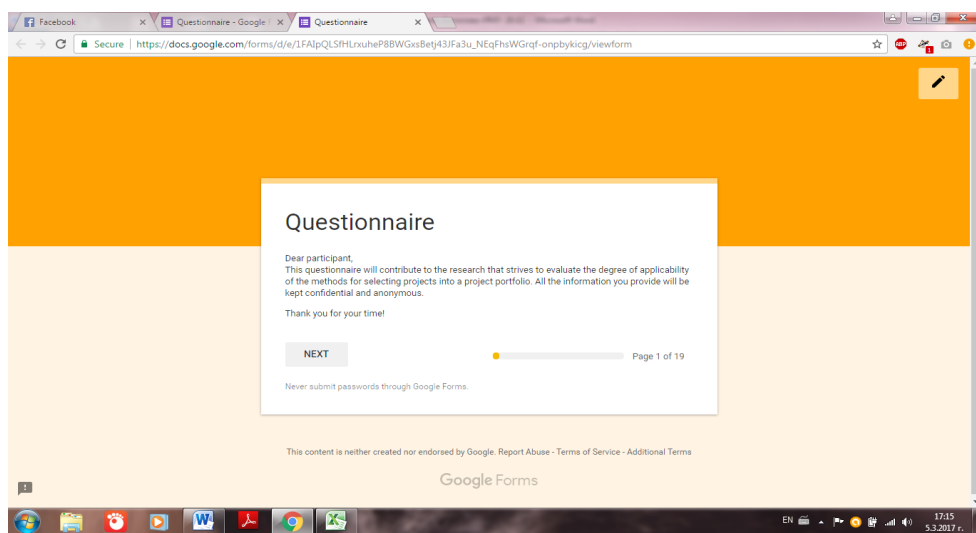 Facebook
Questionnaire - Google
Questionnaire
Secure
https://docs.google.com/forms/d/e/1FAIpQLSfHLrxuheP8BWGxsBetj43JFa3u_NEqFhsWGrqf-onpbykicg/viewform
ABP
1
Questionnaire
Dear participant,
This questionnaire will contribute to the research that strives to evaluate the degree of applicability
of the methods for selecting projects into a project portfolio. All the information you provide will be
kept confidential and anonymous.
Thank you for your time!
NEXT
Page 1 of 19
Never submit passwords through Google Forms.
This content is neither created nor endorsed by Google. Report Abuse - Terms of Service - Additional Terms
Google Forms
EN
17:15
5.3.2017 г.